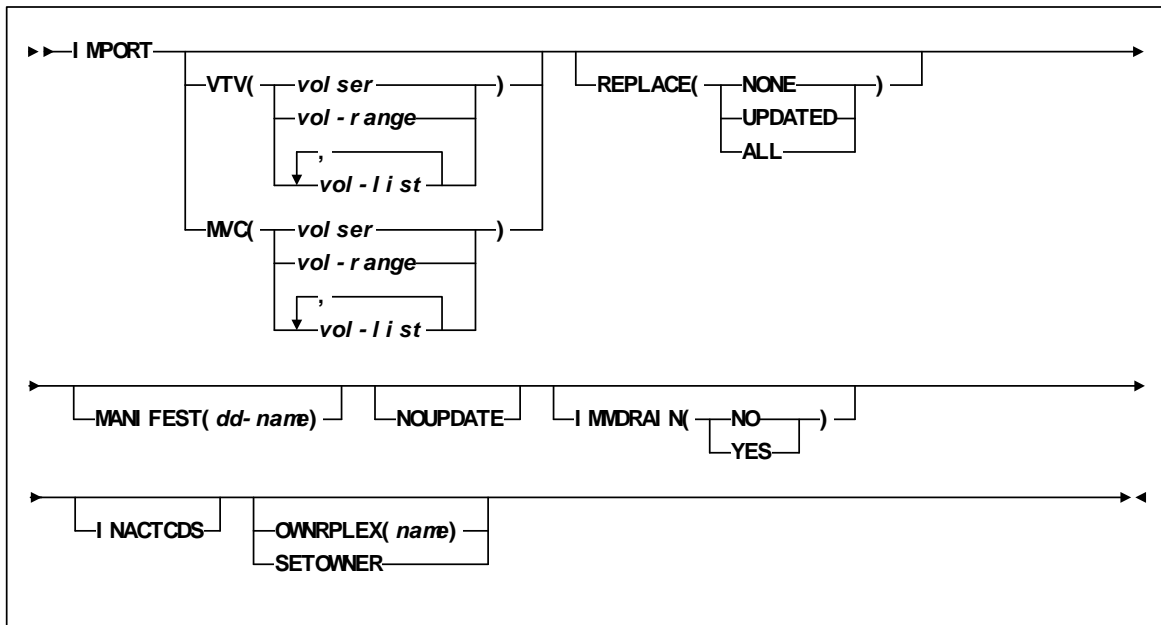 IMPORT
VTV( volser )
vol-range
,
vol-list
MVC( volser )
vol-range
,
vol-list
REPLACE( NONE )
UPDATED
ALL
MANIFEST( dd-name)
NOUPDATE
IMMDRAIN( NO )
YES
INACTCDS
OWNRPLEX( name)
SETOWNER